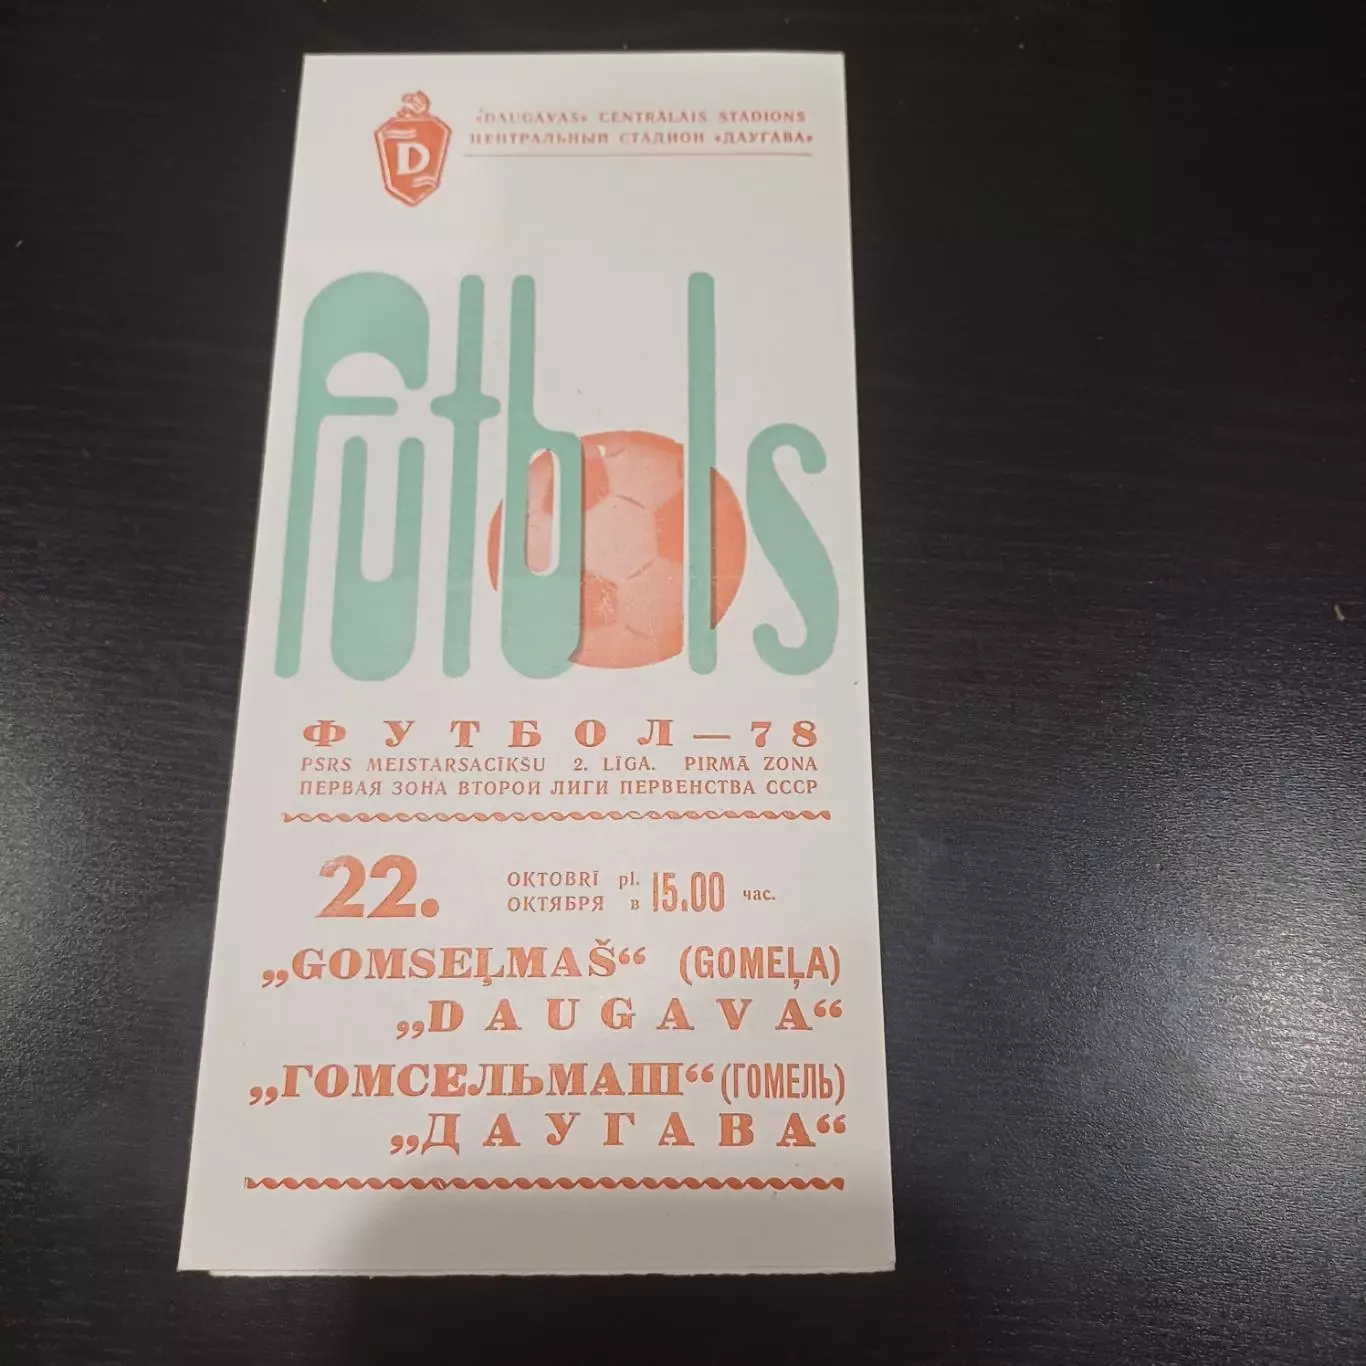 D
«DAUGAVAS» CENTRĀLAIS STADIONS
ЦЕНТРАЛЬНЫЙ СТАДИОН «ДАУГАВА»
futbols
ФУТБОЛ—78
PSRS MEISTARSACĪKŠU 2. LĪGA. PIRMĀ ZONA
ПЕРВАЯ ЗОНА ВТОРОЙ ЛИГИ ПЕРВЕНСТВА СССР
22. OKTOBRĪ pl. 15.00 час.
ОКТЯБРЯ в
„GOMSEĻMAŠ“ (GOMEĻA)
„DAUGAVA“
„ГОМСЕЛЬМАШ“ (ГОМЕЛЬ)
„ДАУГАВА“